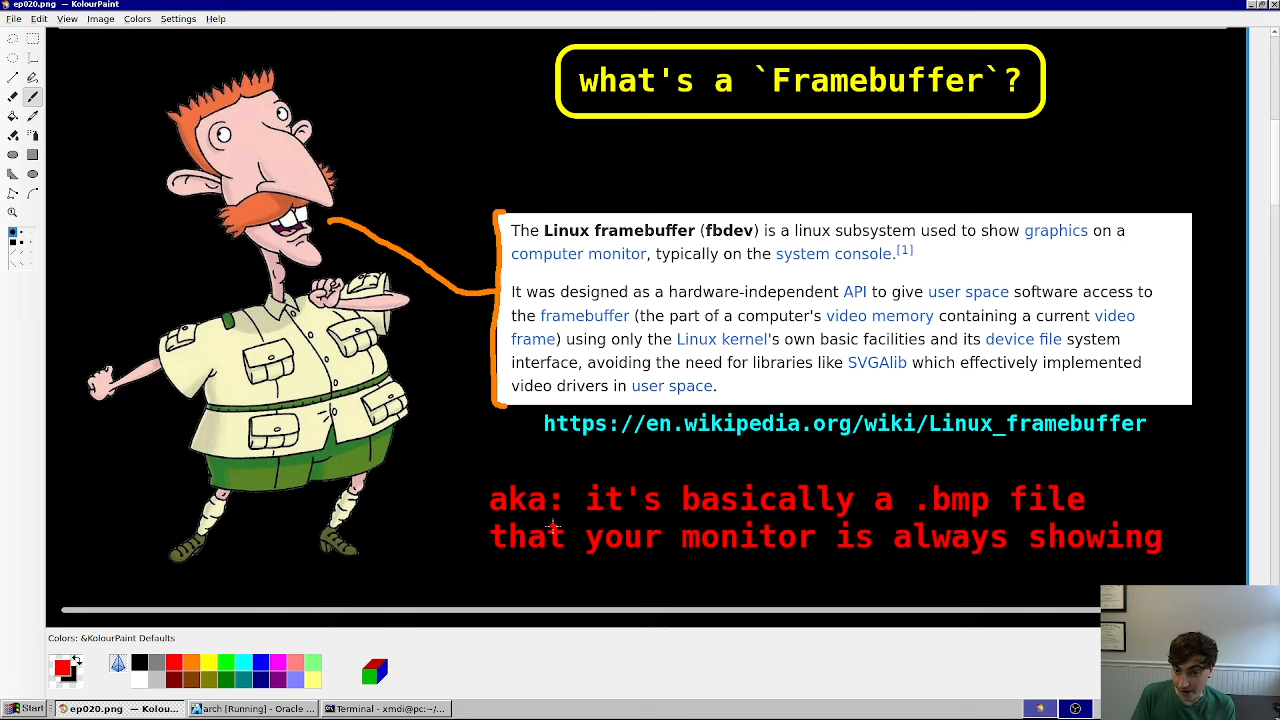 ep020.png — KolourPaint
File Edit View Image Colors Settings Help
what's a `Framebuffer`?
The Linux framebuffer (fbdev) is a linux subsystem used to show graphics on a
computer monitor, typically on the system console.[1]
It was designed as a hardware-independent API to give user space software access to
the framebuffer (the part of a computer's video memory containing a current video
frame) using only the Linux kernel's own basic facilities and its device file system
interface, avoiding the need for libraries like SVGAlib which effectively implemented
video drivers in user space.
https://en.wikipedia.org/wiki/Linux_framebuffer
aka: it's basically a .bmp file
that your monitor is always showing
Colors: &KolourPaint Defaults
Start ep020.png — Kolou... arch [Running] - Oracle ... Terminal - xmdi@pc:~/...